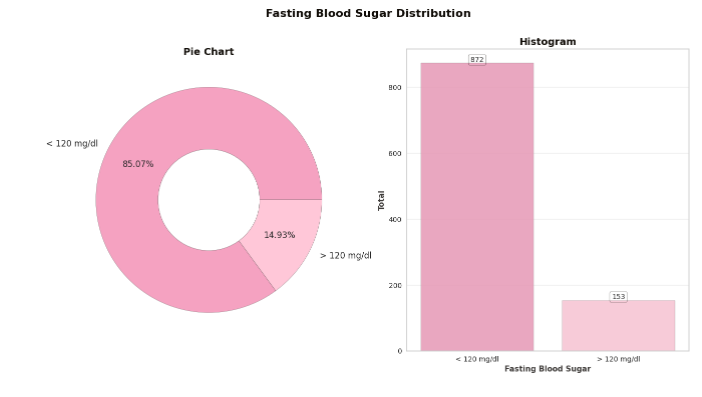 Fasting Blood Sugar Distribution
Pie Chart
< 120 mg/dl
85.07%
14.93%
> 120 mg/dl
Histogram
872
800
600
400
200
0
153
Total
< 120 mg/dl
> 120 mg/dl
Fasting Blood Sugar